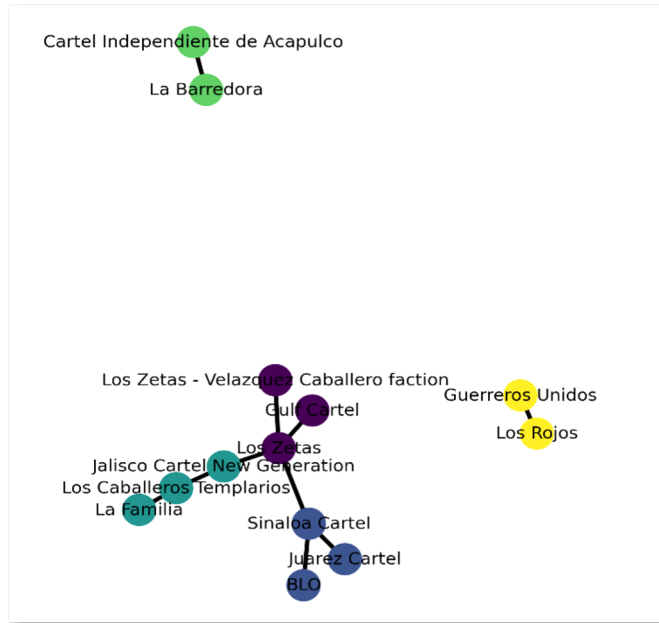 Cartel Independiente de Acapulco
La Barredora
Los Zetas - Velazquez Caballero faction
Guerreros Unidos
Gulf Cartel
Los Rojos
Los Zetas
Jalisco Cartel New Generation
Los Caballeros Templarios
La Familia
Sinaloa Cartel
Juarez Cartel
BLO